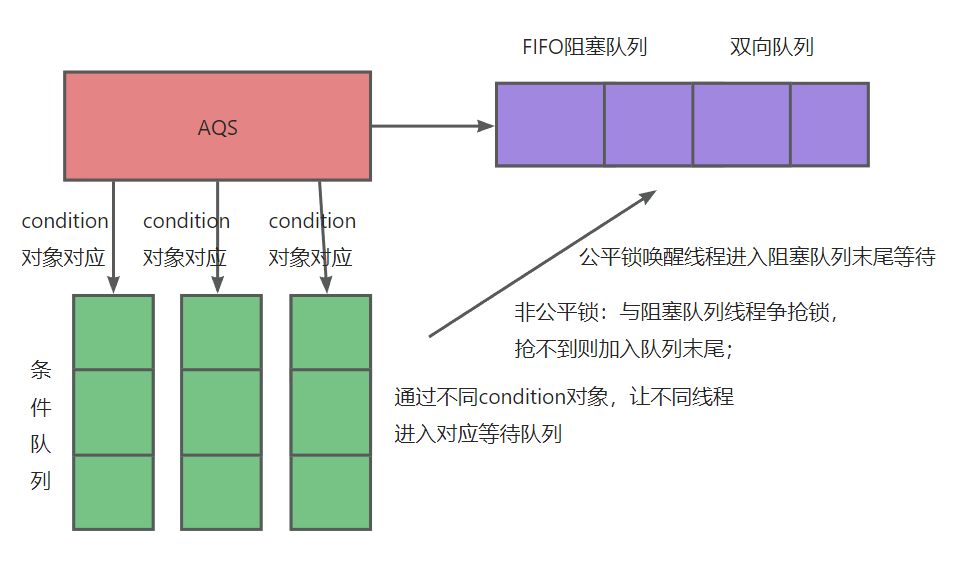 FIFO阻塞队列
双向队列
AQS
condition
对象对应
condition
对象对应
condition
对象对应
公平锁唤醒线程进入阻塞队列末尾等待
非公平锁：与阻塞队列线程争抢锁，
抢不到则加入队列末尾；
条
件
队
列
通过不同condition对象，让不同线程
进入对应等待队列